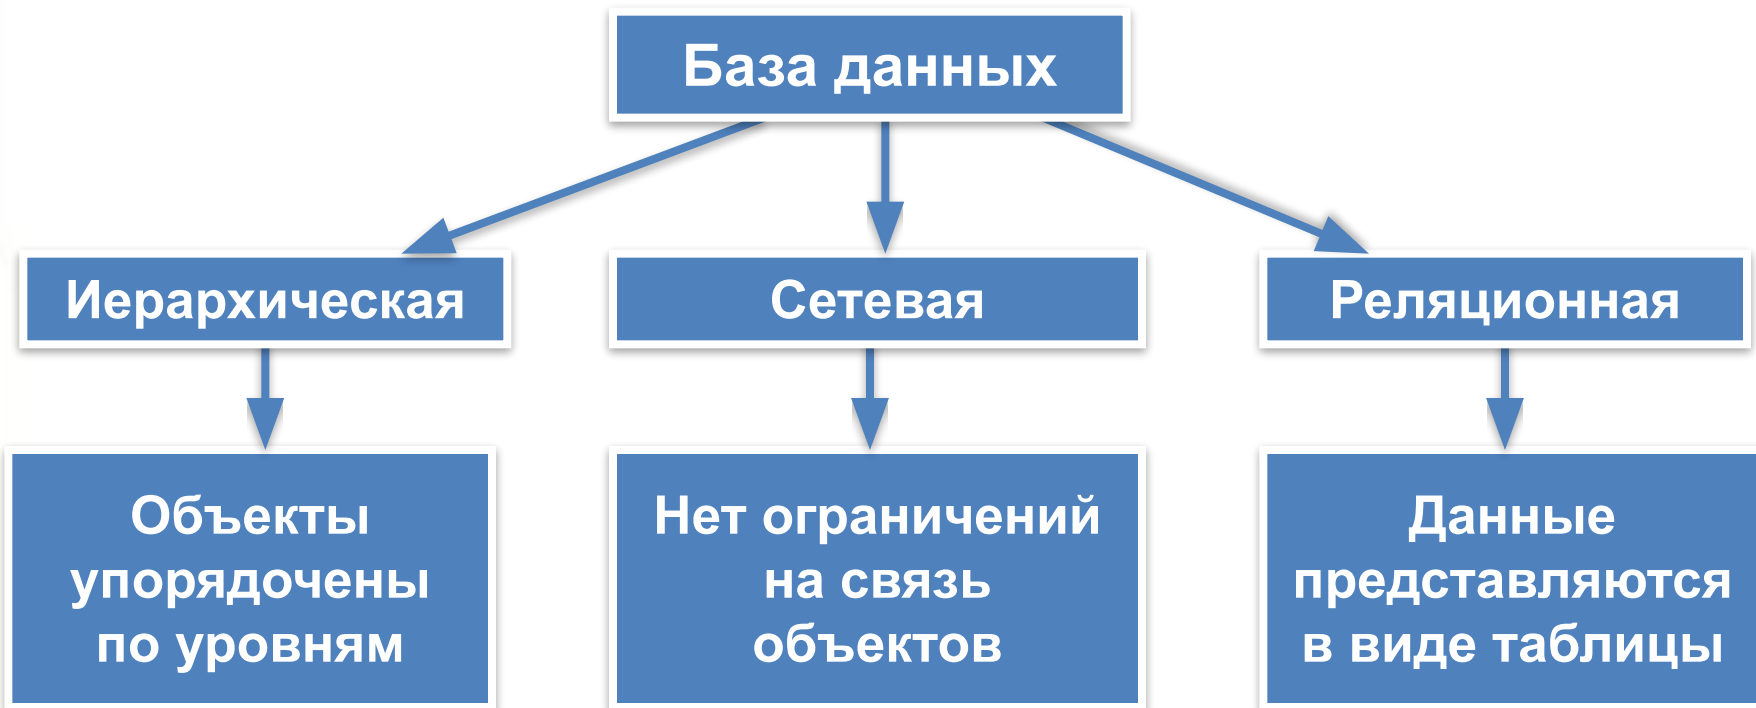 База данных
Иерархическая
Сетевая
Реляционная
Объекты
упорядочены
по уровням
Нет ограничений
на связь
объектов
Данные
представляются
в виде таблицы